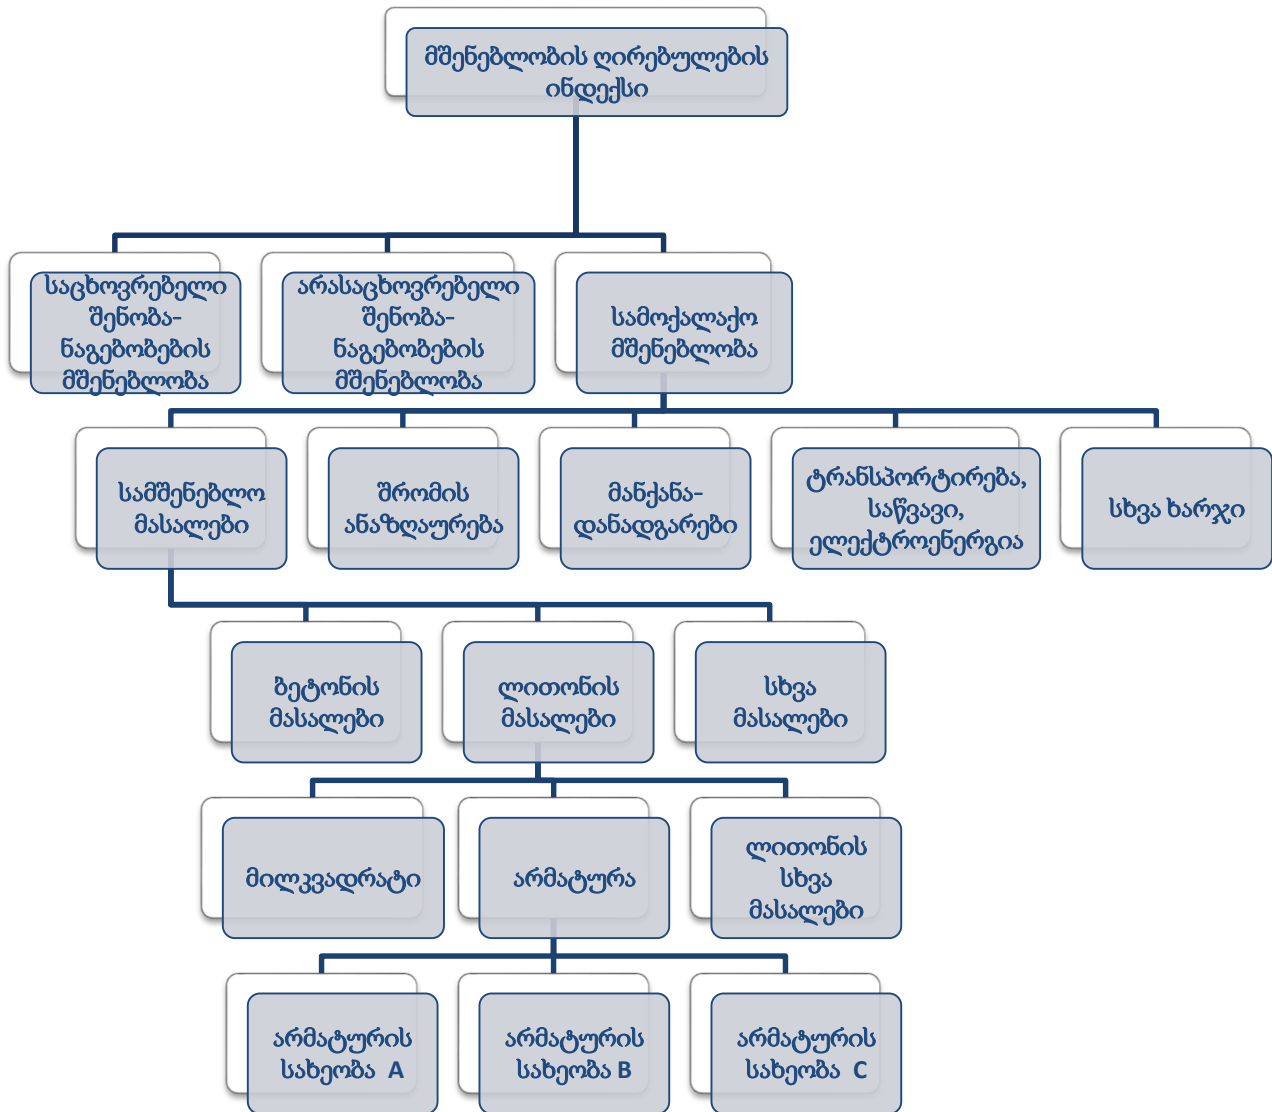 მშენებლობის ღირებულების
ინდექსი
საცხოვრებელი
შენობა-
ნაგებობების
მშენებლობა
არასაცხოვრებელი
შენობა-
ნაგებობების
მშენებლობა
სამოქალაქო
მშენებლობა
სამშენებლო
მასალები
შრომის
ანაზღაურება
მანქანა-
დანადგარები
ტრანსპორტირება,
საწვავი,
ელექტროენერგია
სხვა ხარჯი
ბეტონის
მასალები
ლითონის
მასალები
სხვა
მასალები
მილკვადრატი
არმატურა
ლითონის
სხვა
მასალები
არმატურის
სახეობა A
არმატურის
სახეობა B
არმატურის
სახეობა C